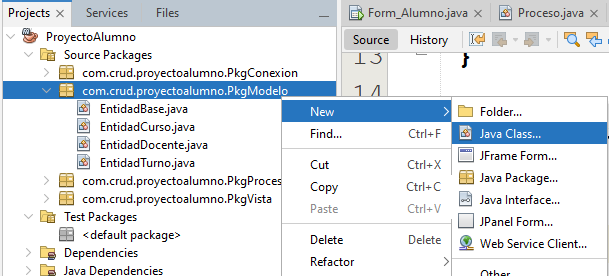 Projects × Services Files
ProyectoAlumno
Source Packages
com.crud.proyectoalumno.PkgConexion
com.crud.proyectoalumno.PkgModelo
EntidadBase.java
EntidadCurso.java
EntidadDocente.java
EntidadTurno.java
com.crud.proyectoalumno.PkgProces
com.crud.proyectoalumno.PkgVista
Test Packages
<default package>
Dependencies
Java Dependencies
Form_Alumno.java × Proceso.java ×
Source History
13 }
14
New >
Find... Ctrl+F
Cut Ctrl+X
Copy Ctrl+C
Paste Ctrl+V
Delete Delete
Refactor >
Folder...
Java Class...
JFrame Form...
Java Package...
Java Interface...
JPanel Form...
Web Service Client...
Other